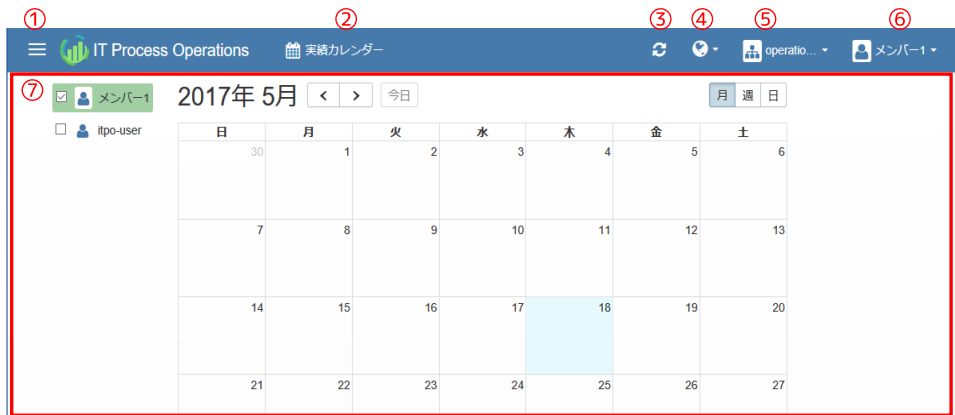 ① ② ③ ④ ⑤ ⑥
IT Process Operations 実績カレンダー operatio... メンバー1
⑦ メンバー1 2017年 5月 今日 月 週 日
itpo-user
日 月 火 水 木 金 土
30 1 2 3 4 5 6
7 8 9 10 11 12 13
14 15 16 17 18 19 20
21 22 23 24 25 26 27